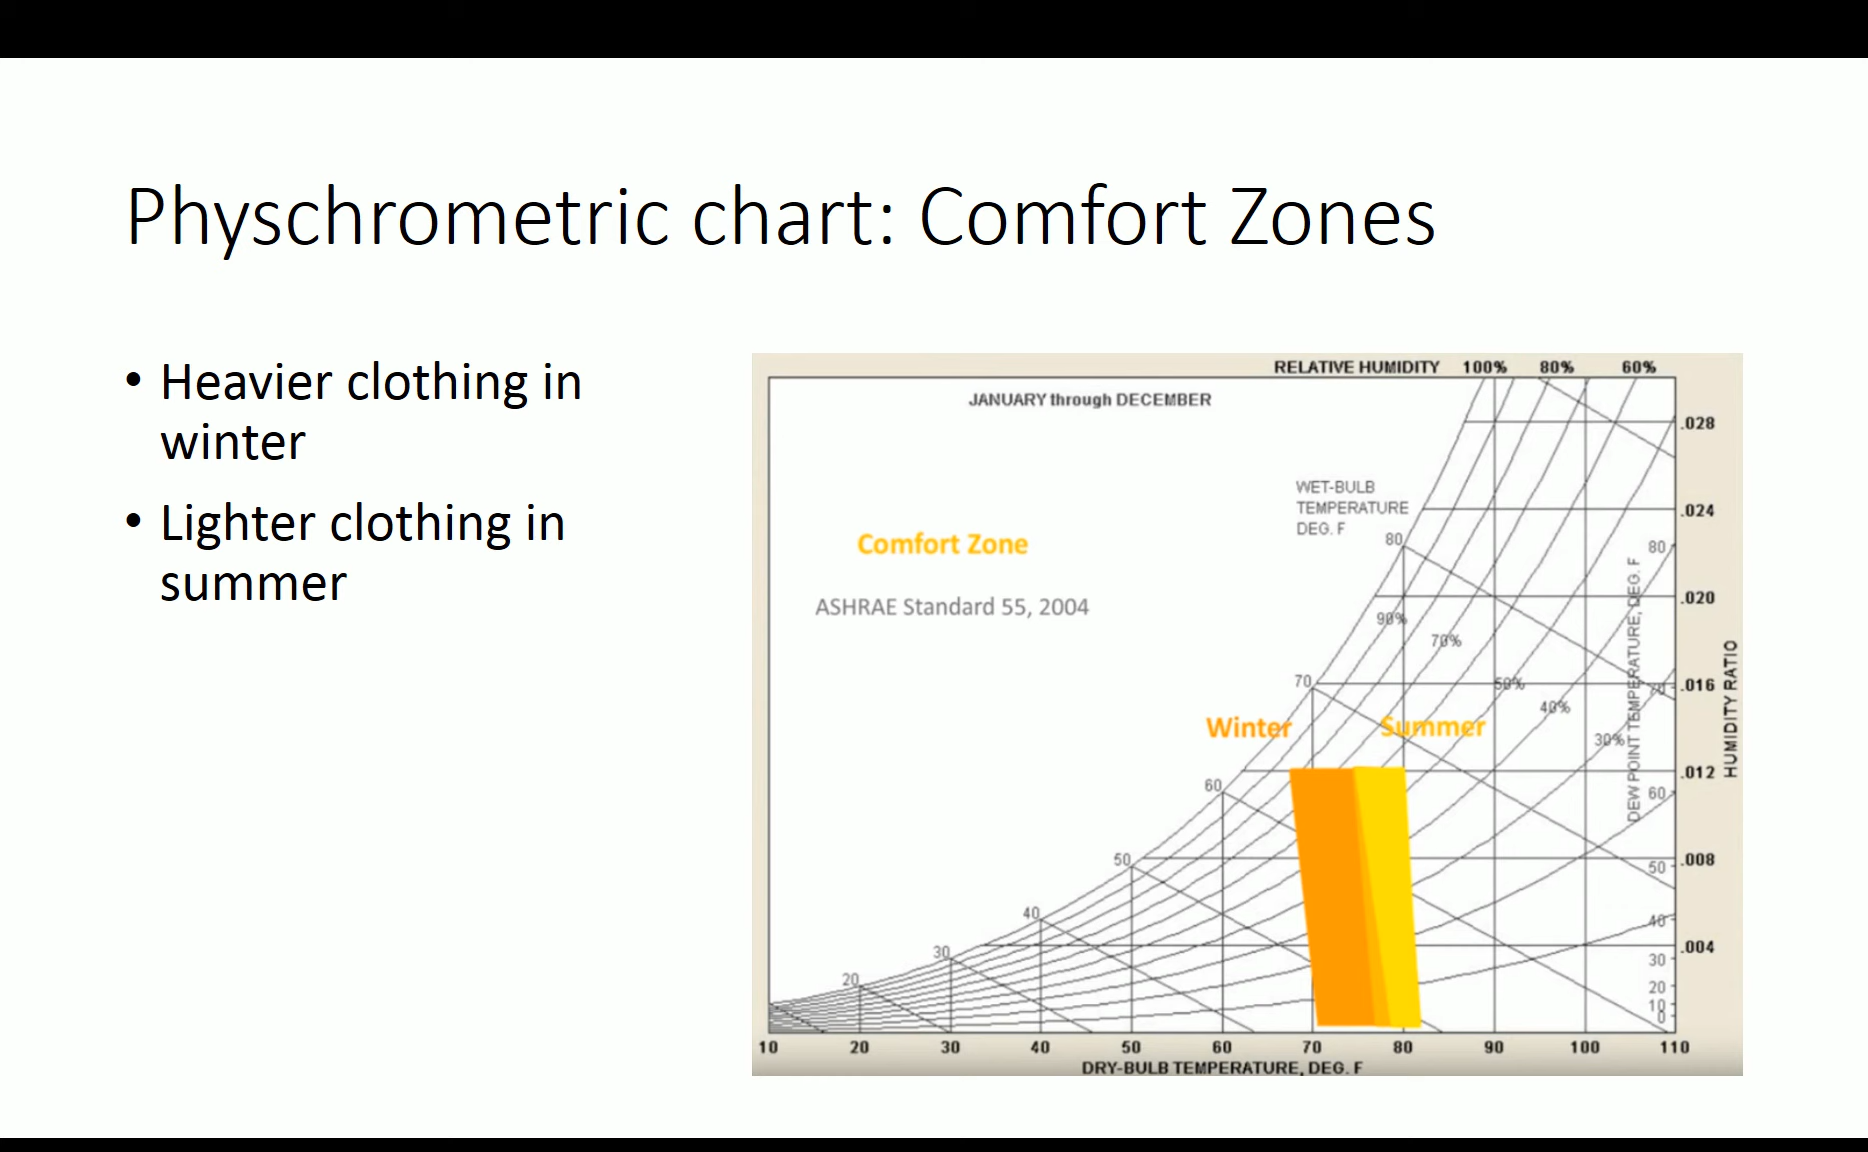 Physchrometric chart: Comfort Zones
• Heavier clothing in
winter
• Lighter clothing in
summer
RELATIVE HUMIDITY 100% 80% 60%
JANUARY through DECEMBER
.028
WET-BULB
TEMPERATURE
DEG. F
.024
Comfort Zone
80
80
ASHRAE Standard 55, 2004
.020
90%
70%
70
50%
70
.016
40%
Winter
Summer
30%
DEW POINT TEMPERATURE, DEG. F
HUMIDITY RATIO
.012
60
60
50
50
.008
40
40
30
.004
30
20
20
10
0
10 20 30 40 50 60 70 80 90 100 110
DRY-BULB TEMPERATURE, DEG. F